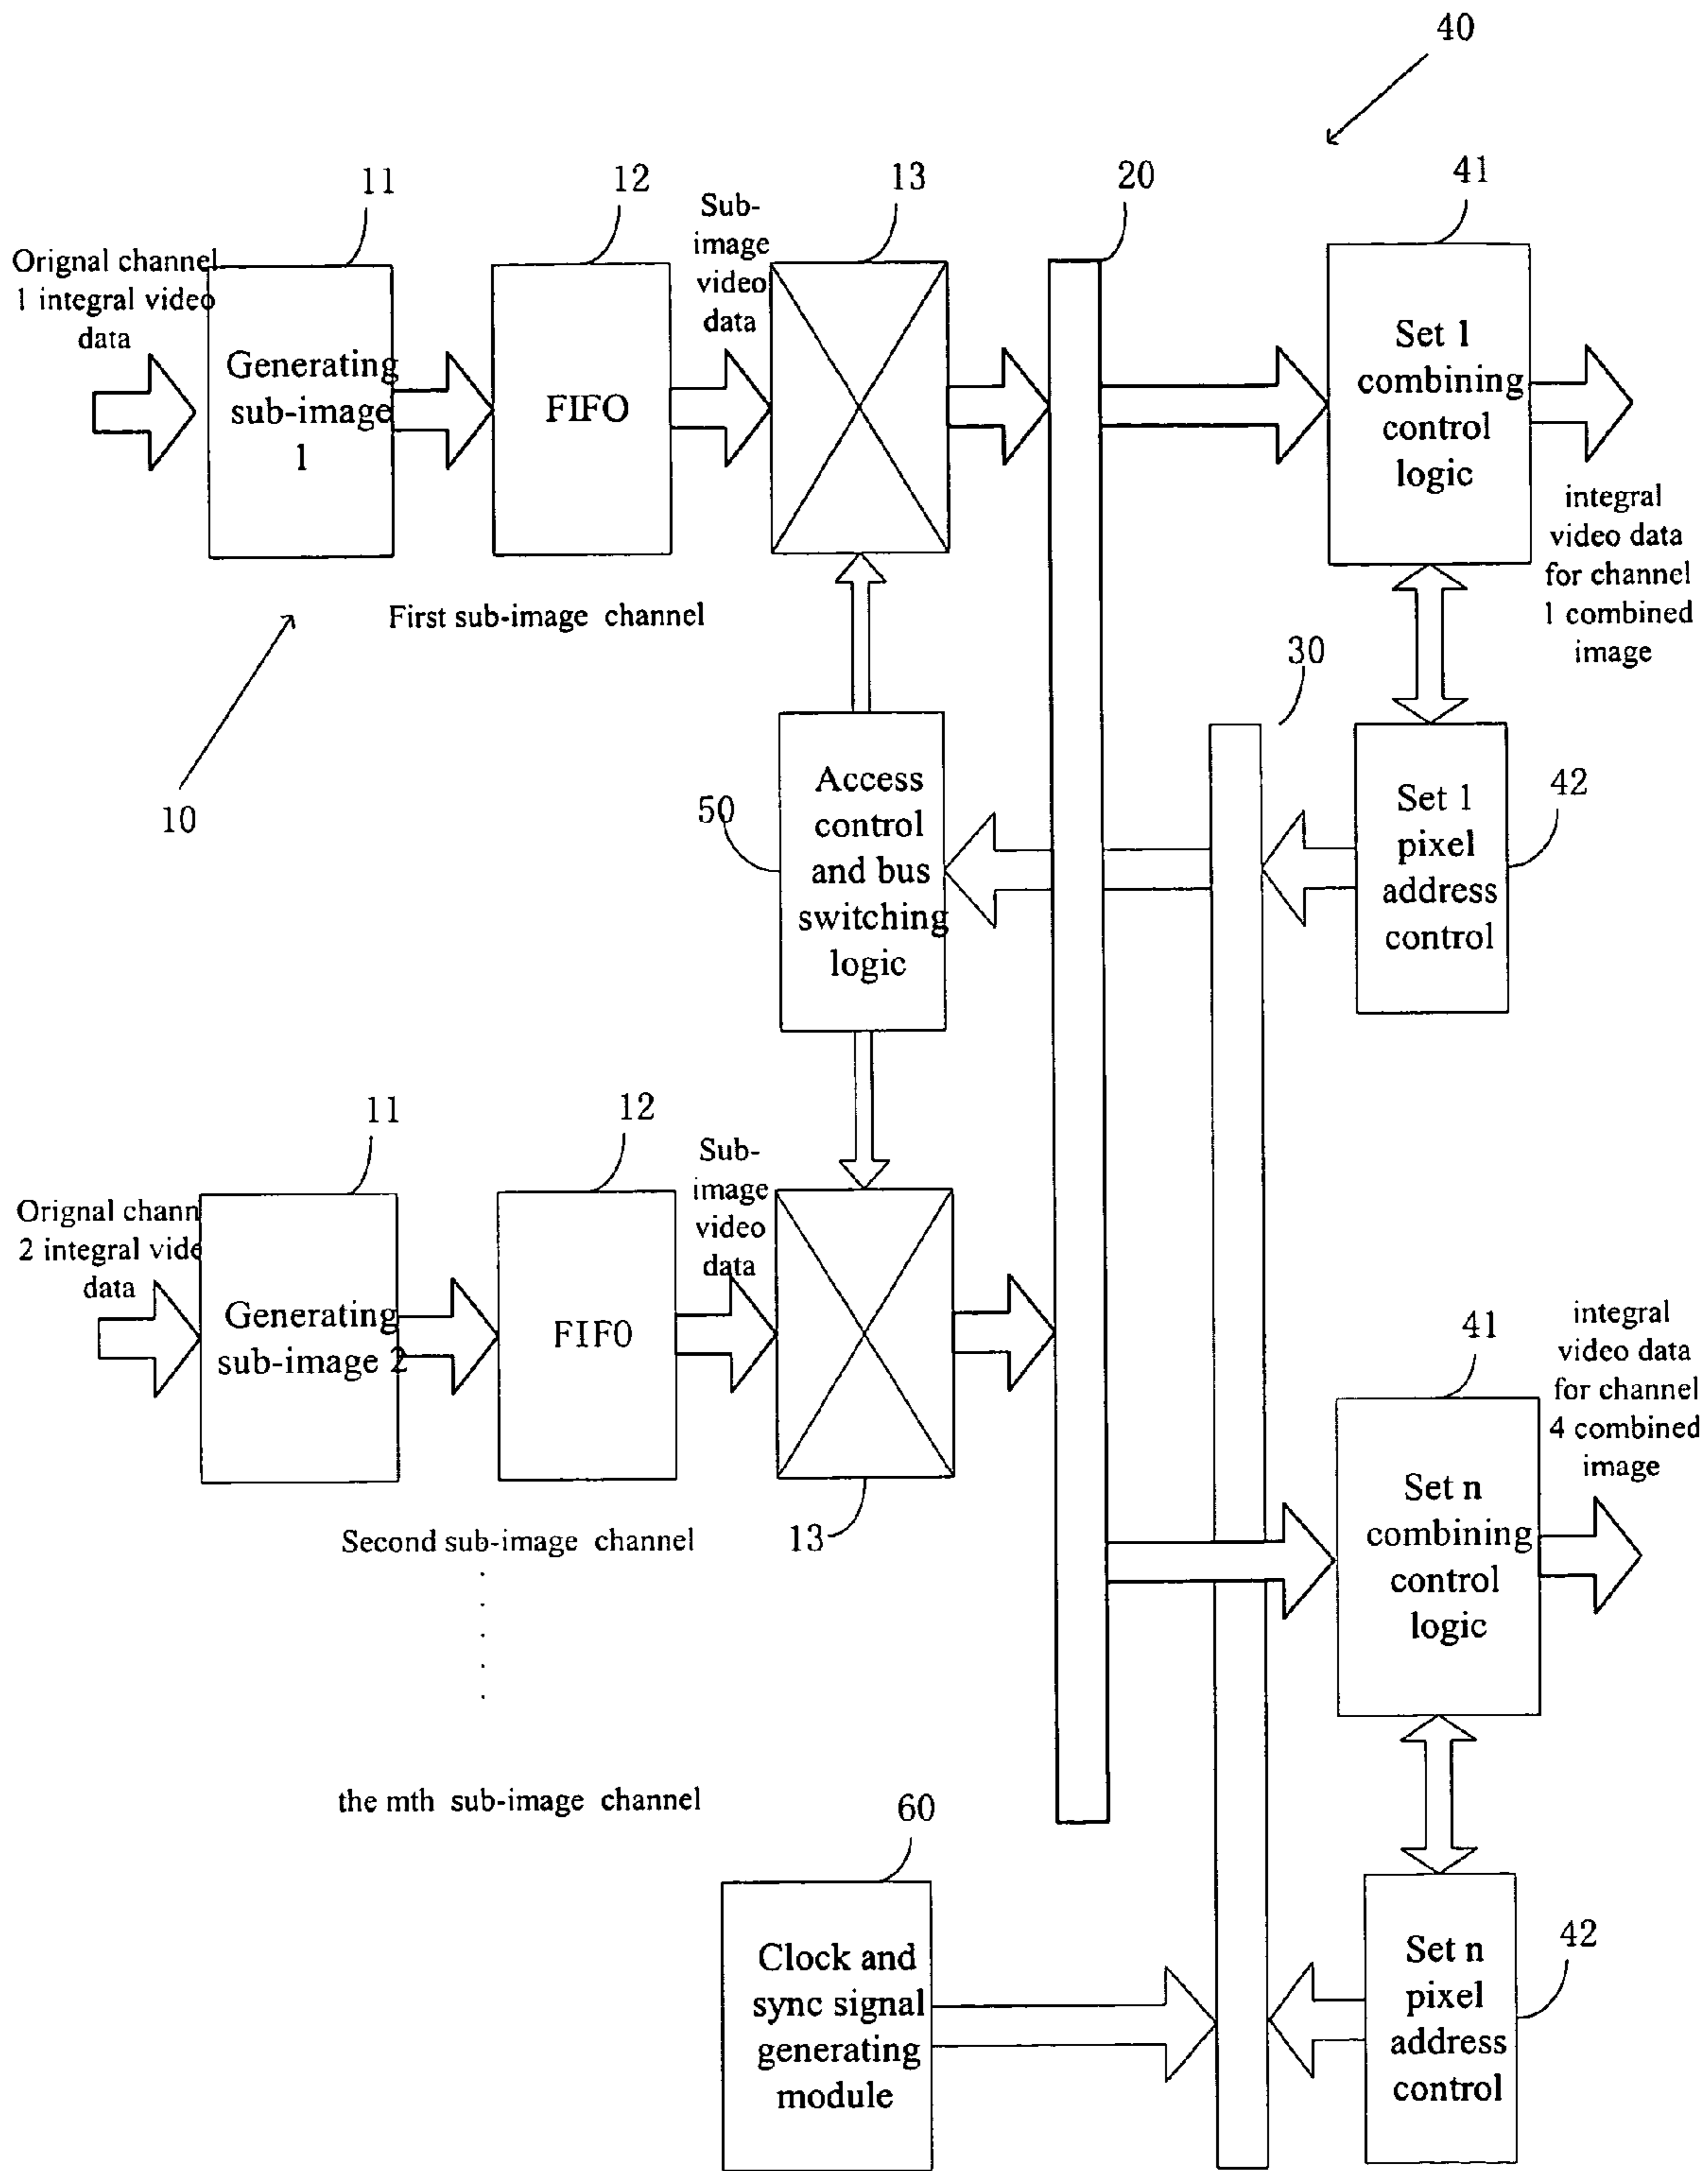 40
11
12
13
20
41
Sub-
image
video
data
Orignal channel
1 integral video
data
Generating
sub-image
1
FIFO
Set 1
combining
control
logic
integral
video data
for channel
1 combined
image
First sub-image channel
10
30
50
Access
control
and bus
switching
logic
Set 1
pixel
address
control
42
11
12
Sub-
image
video
data
Orignal chann
2 integral vide
data
Generating
sub-image 2
FIFO
13
Second sub-image channel
41
integral
video data
for channel
4 combined
image
Set n
combining
control
logic
the mth sub-image channel
60
Clock and
sync signal
generating
module
Set n
pixel
address
control
42